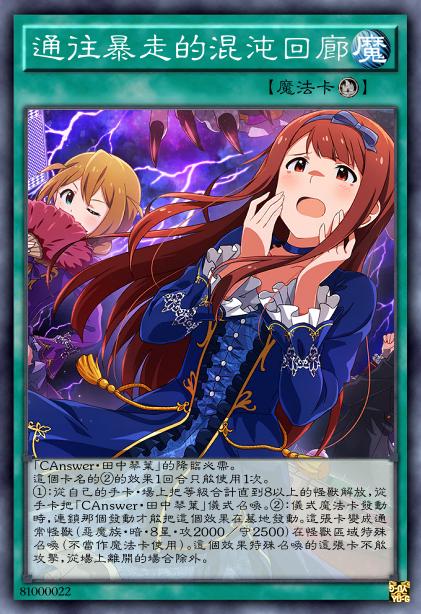 通往暴走的混沌回廊 魔
【魔法卡】
「CAnswer・田中琴葉」的降臨必需。
這個卡名的②的效果1回合只能使用1次。
①:從自己的手卡・場上把等級合計直到8以上的怪獸解放,從
手卡把「CAnswer・田中琴葉」儀式召喚。②:儀式魔法卡發動
時,連鎖那個發動才能把這個效果在墓地發動。這張卡變成通
常怪獸(惡魔族・暗・8星・攻2000/守2500)在怪獸區域特殊
召喚(不當作魔法卡使用)。這個效果特殊召喚的這張卡不能
攻擊,從場上離開的場合除外。
81000022